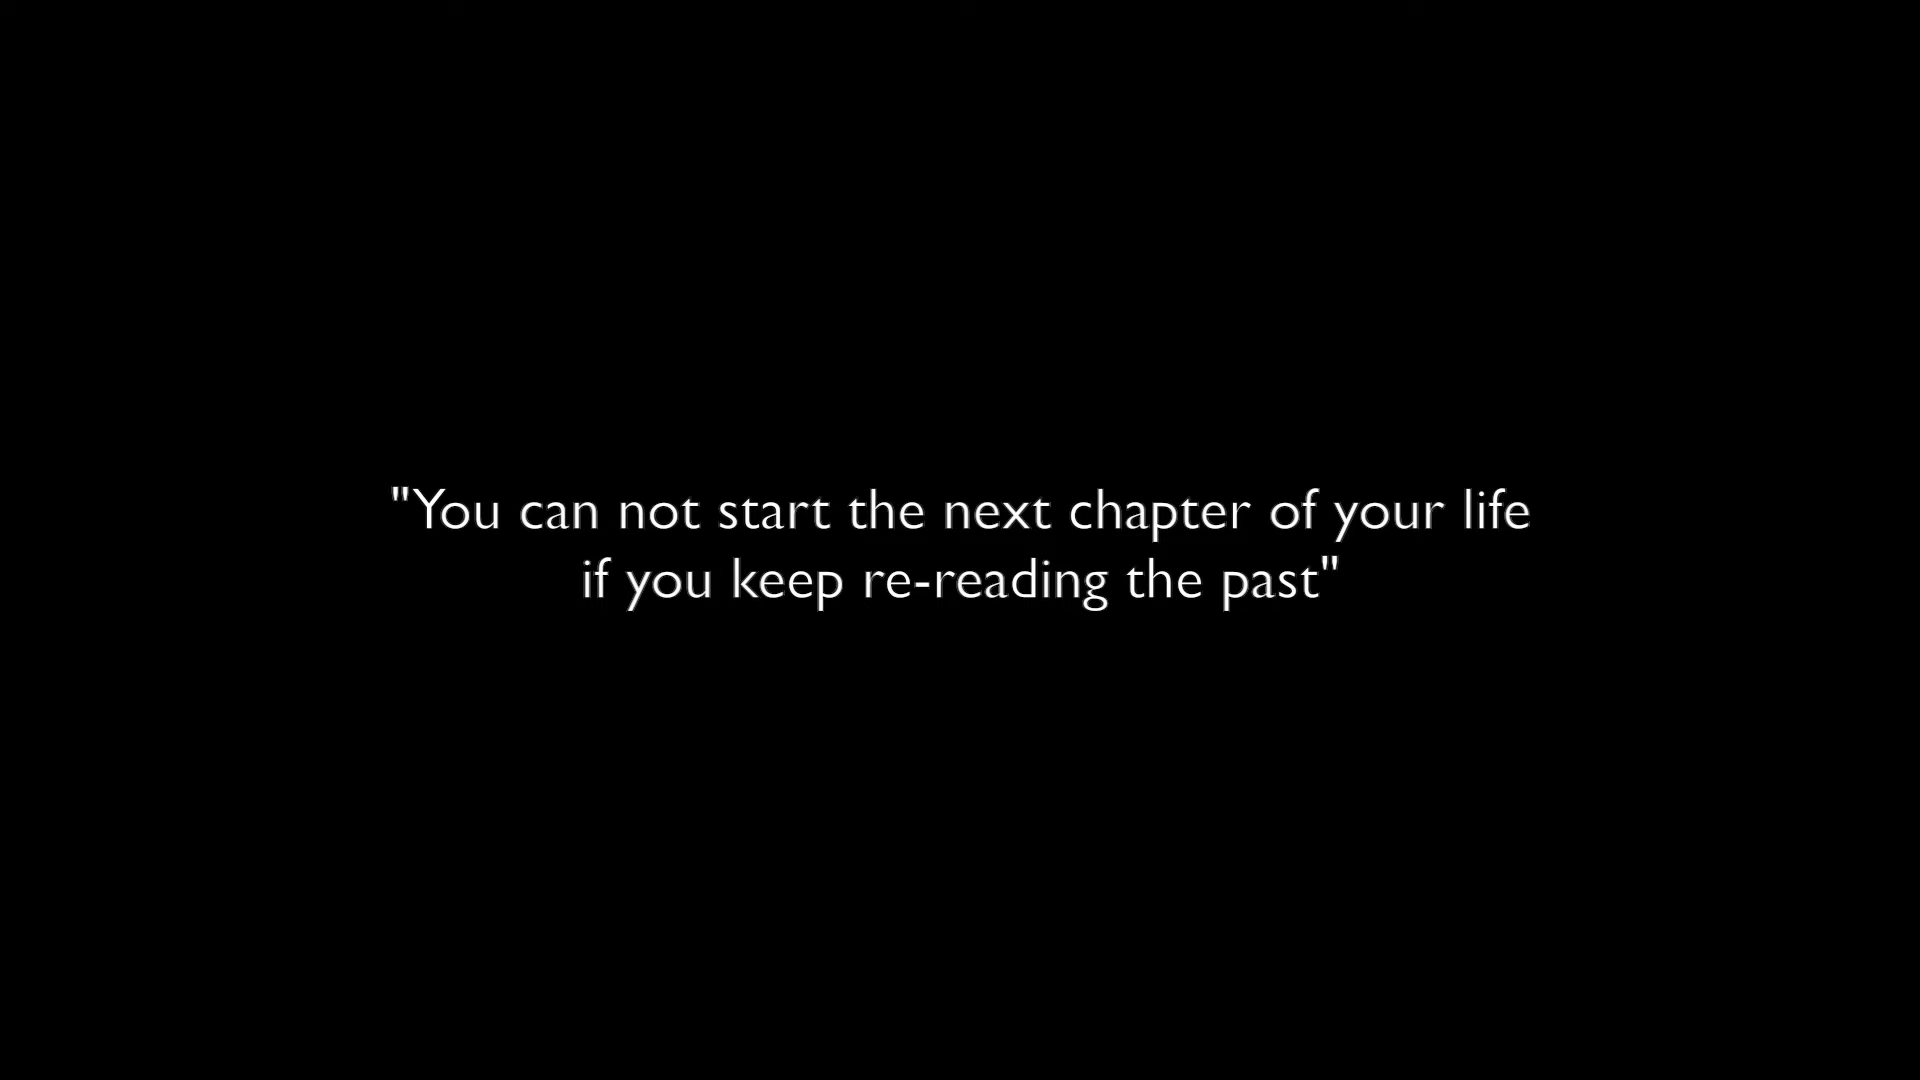 "You can not start the next chapter of your life
if you keep re-reading the past"